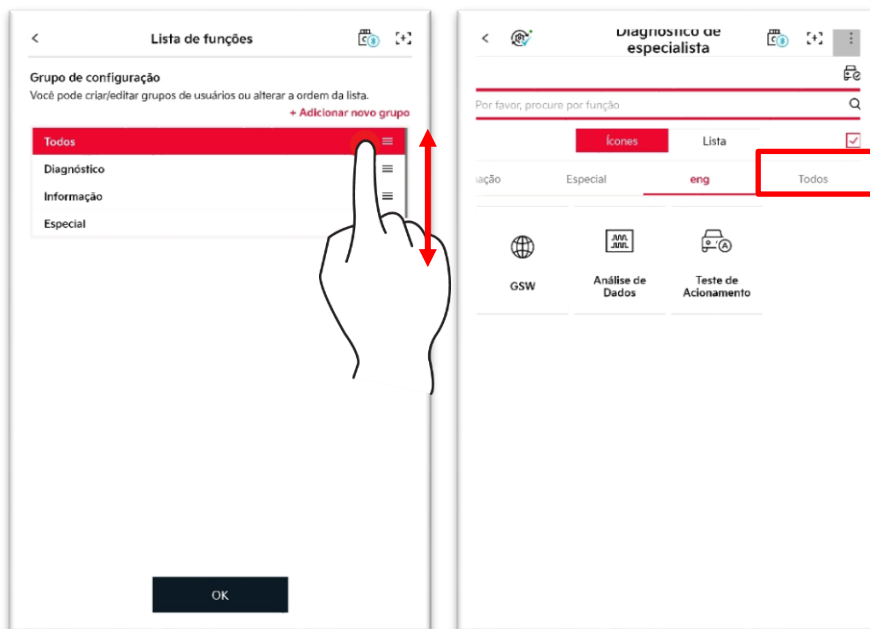 Lista de funções
Grupo de configuração
Você pode criar/editar grupos de usuários ou alterar a ordem da lista.
+ Adicionar novo grupo
Todos
Diagnóstico
Informação
Especial
OK
Diagnóstico de
especialista
Por favor, procure por função
Ícones
Lista
ação
Especial
eng
Todos
GSW
Análise de
Dados
Teste de
Acionamento